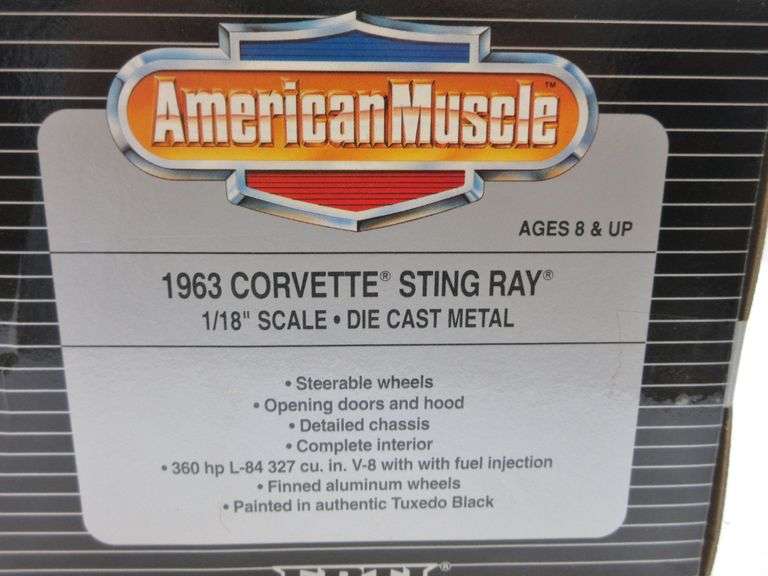 AmericanMuscle™
AGES 8 & UP
1963 CORVETTE® STING RAY®
1/18" SCALE • DIE CAST METAL
• Steerable wheels
• Opening doors and hood
• Detailed chassis
• Complete interior
• 360 hp L-84 327 cu. in. V-8 with with fuel injection
• Finned aluminum wheels
• Painted in authentic Tuxedo Black
ERTL®